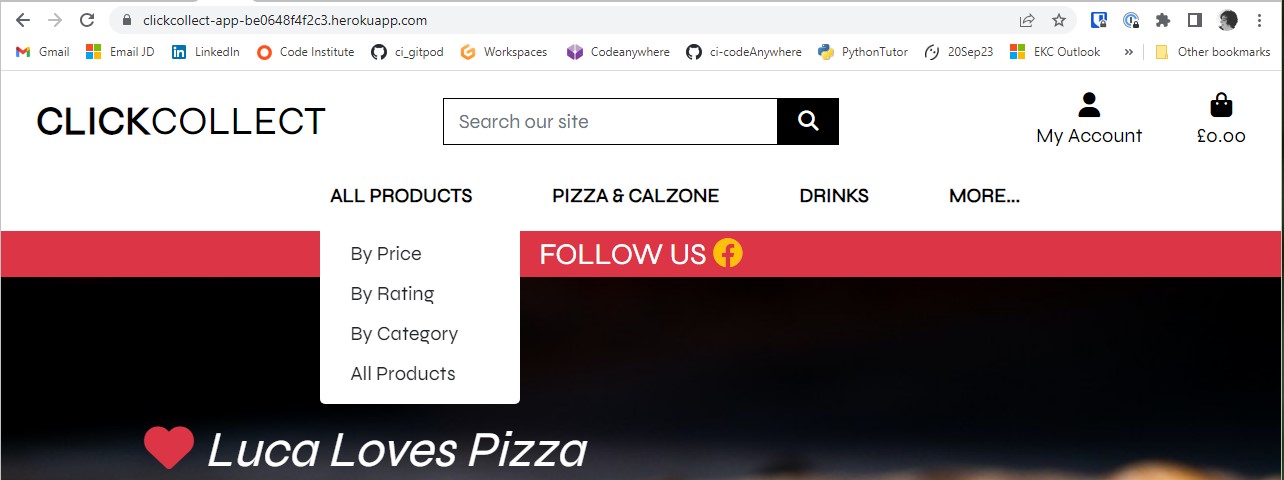 clickcollect-app-be0648f4f2c3.herokuapp.com
Gmail Email JD LinkedIn Code Institute ci_gitpod Workspaces Codeanywhere ci-codeAnywhere PythonTutor 20Sep23 EKC Outlook » Other bookmarks
CLICKCOLLECT
Search our site
My Account
£0.00
ALL PRODUCTS PIZZA & CALZONE DRINKS MORE...
By Price
By Rating
By Category
All Products
FOLLOW US
Luca Loves Pizza